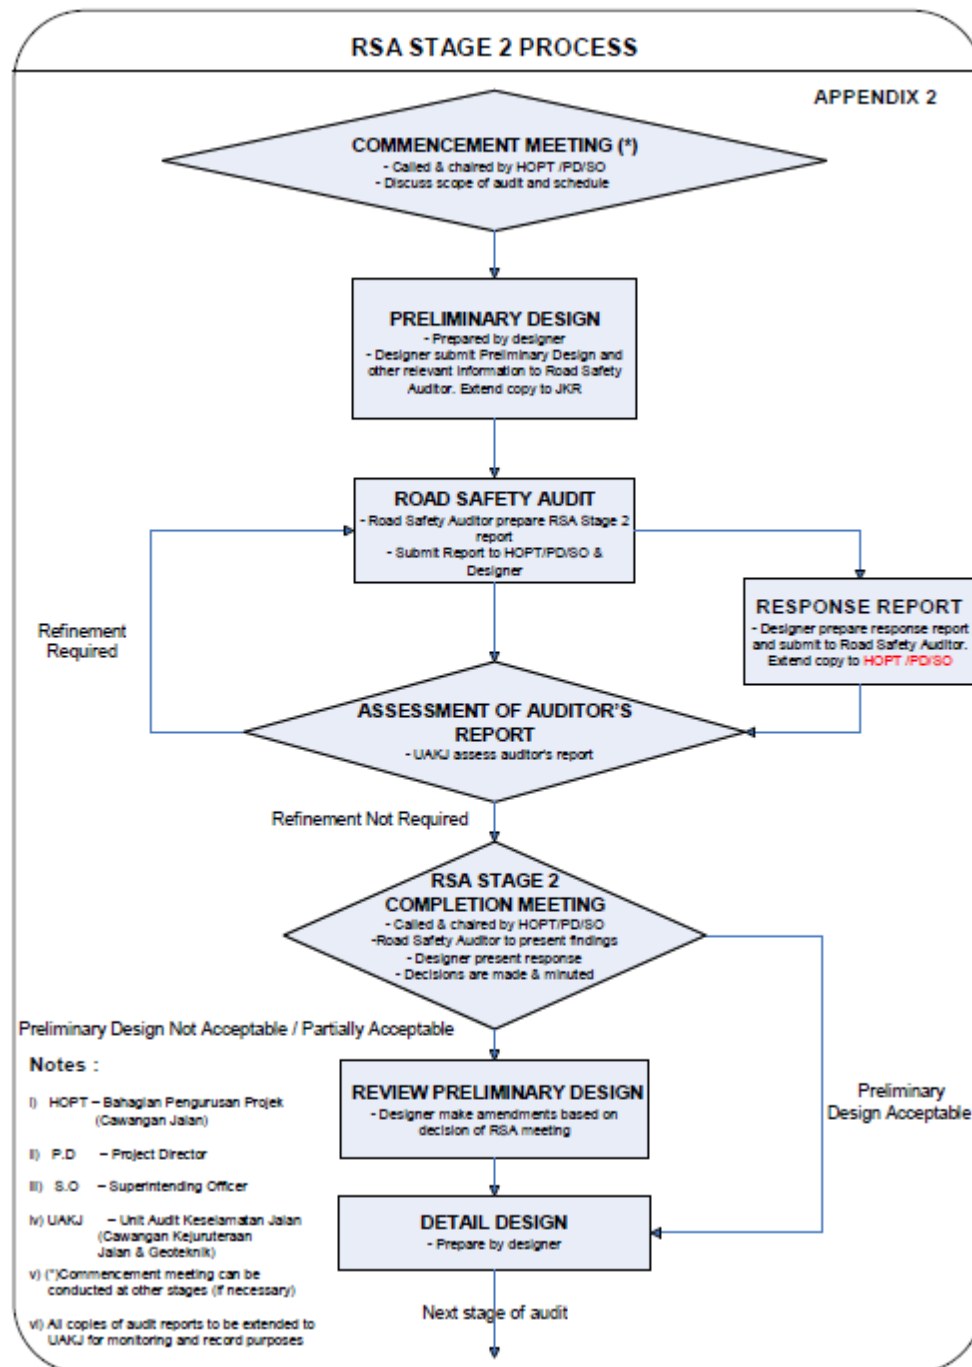 RSA STAGE 2 PROCESS
APPENDIX 2
COMMENCEMENT MEETING (*)
- Called & chaired by HOPT /PD/SO
- Discuss scope of audit and schedule
PRELIMINARY DESIGN
- Prepared by designer
- Designer submit Preliminary Design and
other relevant information to Road Safety
Auditor. Extend copy to JKR
ROAD SAFETY AUDIT
- Road Safety Auditor prepare RSA Stage 2
report
- Submit Report to HOPT/PD/SO &
Designer
RESPONSE REPORT
- Designer prepare response report
and submit to Road Safety Auditor.
Extend copy to HOPT /PD/SO
Refinement
Required
ASSESSMENT OF AUDITOR'S
REPORT
- UAKJ assess auditor's report
Refinement Not Required
RSA STAGE 2
COMPLETION MEETING
- Called & chaired by HOPT/PD/SO
-Road Safety Auditor to present findings
- Designer present response
- Decisions are made & minuted
Preliminary Design Not Acceptable / Partially Acceptable
Preliminary
Design Acceptable
REVIEW PRELIMINARY DESIGN
- Designer make amendments based on
decision of RSA meeting
DETAIL DESIGN
- Prepare by designer
Next stage of audit
Notes :
i) HOPT – Bahagian Pengurusan Projek
(Cawangan Jalan)
ii) P.D – Project Director
iii) S.O – Superintending Officer
iv) UAKJ – Unit Audit Keselamatan Jalan
(Cawangan Kejuruteraan
Jalan & Geoteknik)
v) (*)Commencement meeting can be
conducted at other stages (if necessary)
vi) All copies of audit reports to be extended to
UAKJ for monitoring and record purposes